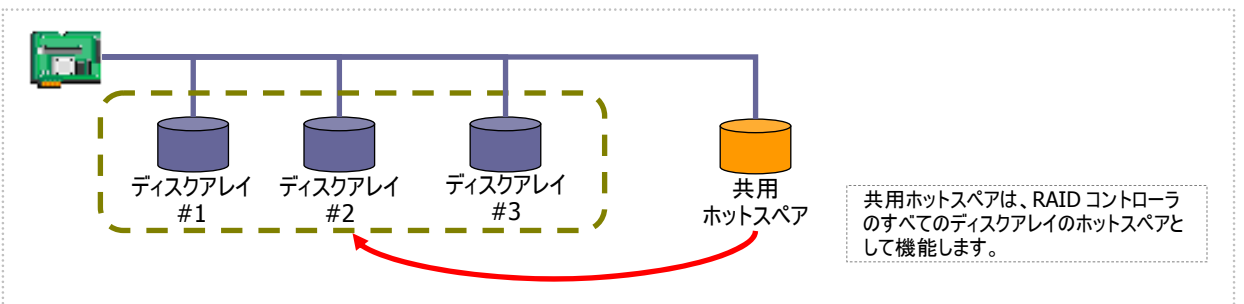 ディスクアレイ
#1
ディスクアレイ
#2
ディスクアレイ
#3
共用
ホットスペア
共用ホットスペアは、RAID コントローラ
のすべてのディスクアレイのホットスペアと
して機能します。